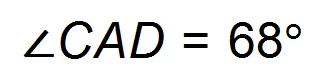 ∠CAD = 68°